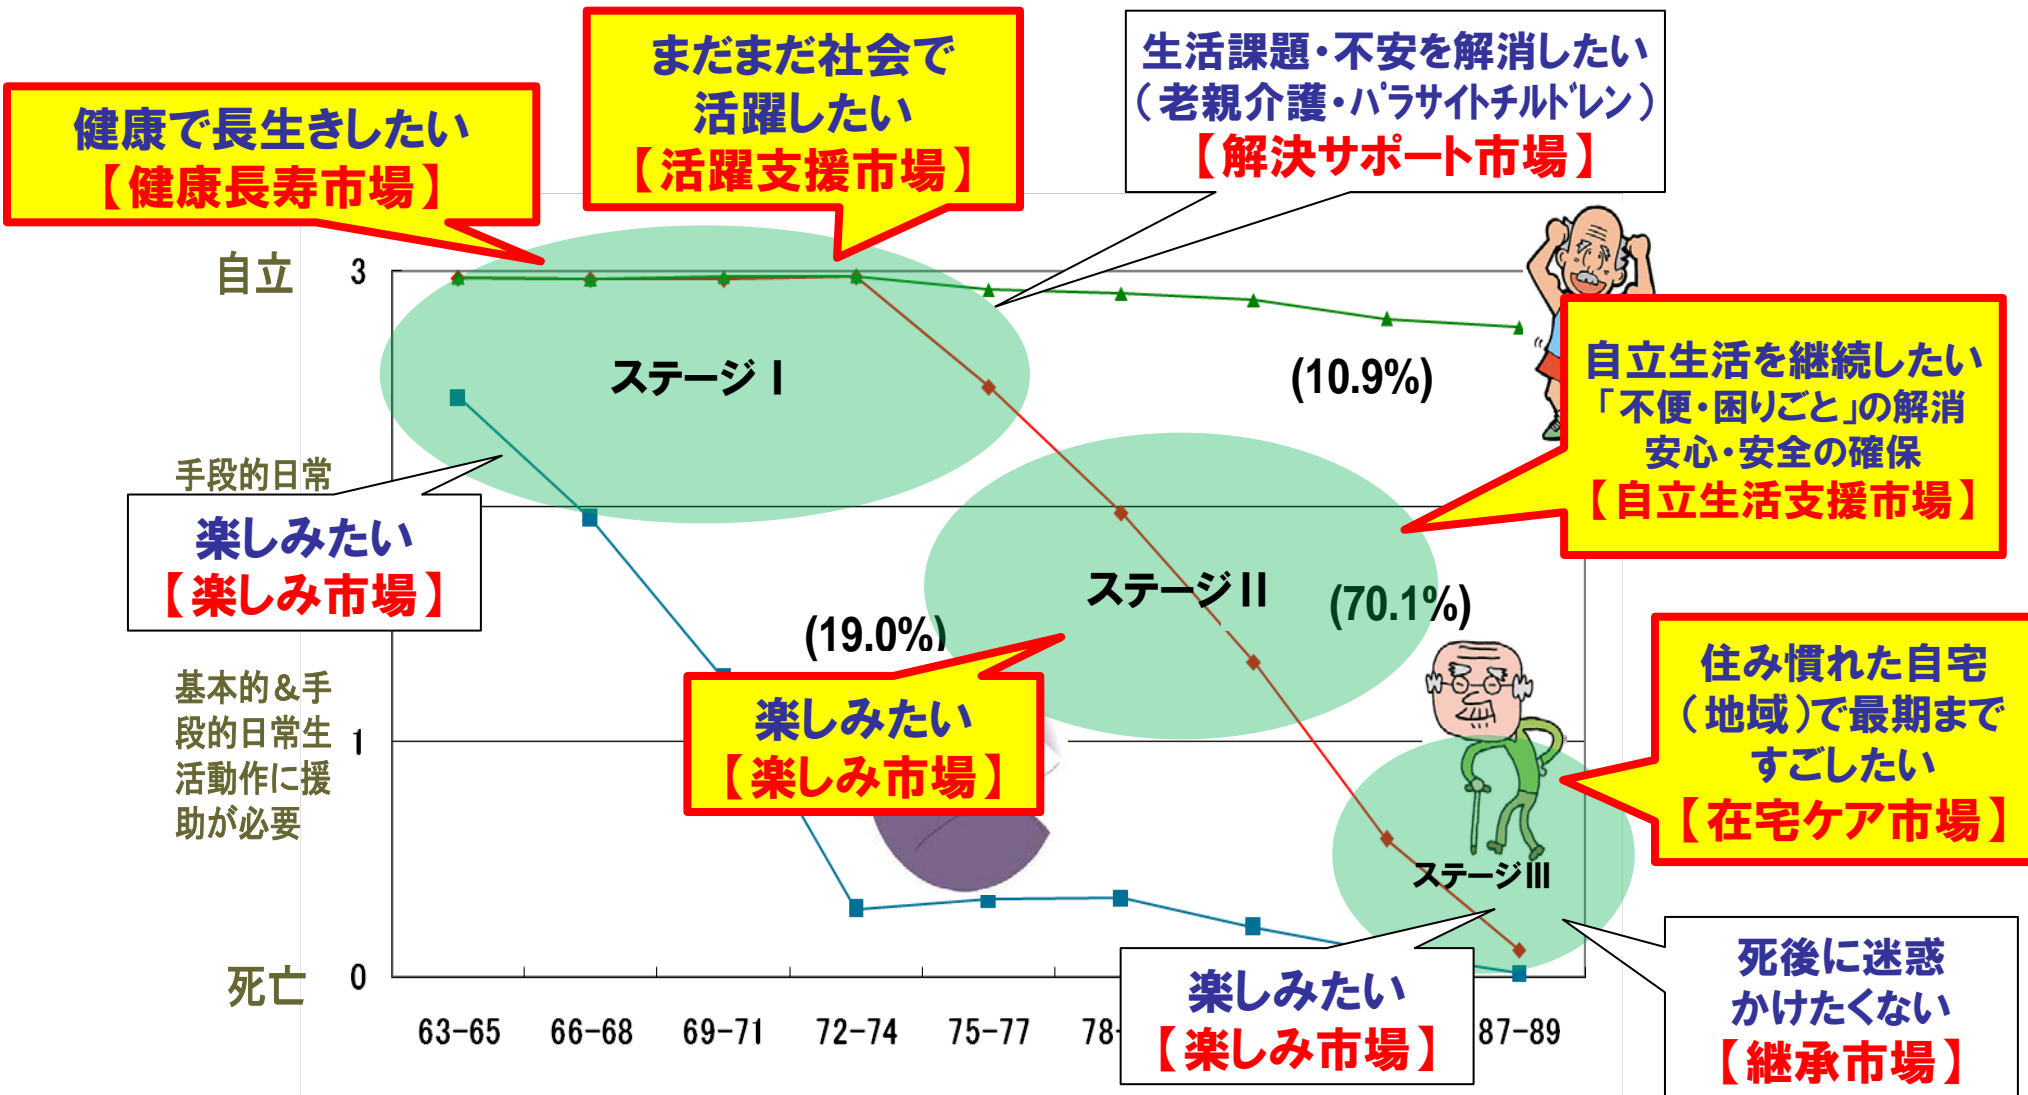 健康で長生きしたい
【健康長寿市場】
まだまだ社会で
活躍したい
【活躍支援市場】
生活課題・不安を解消したい
（老親介護・ﾊﾟラサイトチルﾄﾞレン）
【解決サポート市場】
自立
3
ステージⅠ
(10.9%)
自立生活を継続したい
「不便・困りごと」の解消
安心・安全の確保
【自立生活支援市場】
手段的日常
楽しみたい
【楽しみ市場】
ステージⅡ
(70.1%)
(19.0%)
楽しみたい
【楽しみ市場】
基本的＆手
段的日常生
活動作に援
助が必要
1
住み慣れた自宅
（地域）で最期まで
すごしたい
【在宅ケア市場】
ステージⅢ
死亡
0
楽しみたい
【楽しみ市場】
死後に迷惑
かけたくない
【継承市場】
63-65 66-68 69-71 72-74 75-77 78- 87-89